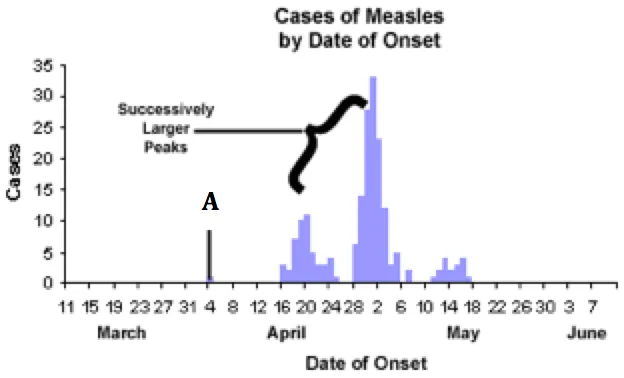 Cases of Measles
by Date of Onset
35
30
25
20
15
10
5
0
Cases
Successively
Larger
Peaks
A
11 15 19 23 27 31 4 8 12 16 20 24 28 2 6 10 14 18 22 26 30 3 7
March April May June
Date of Onset